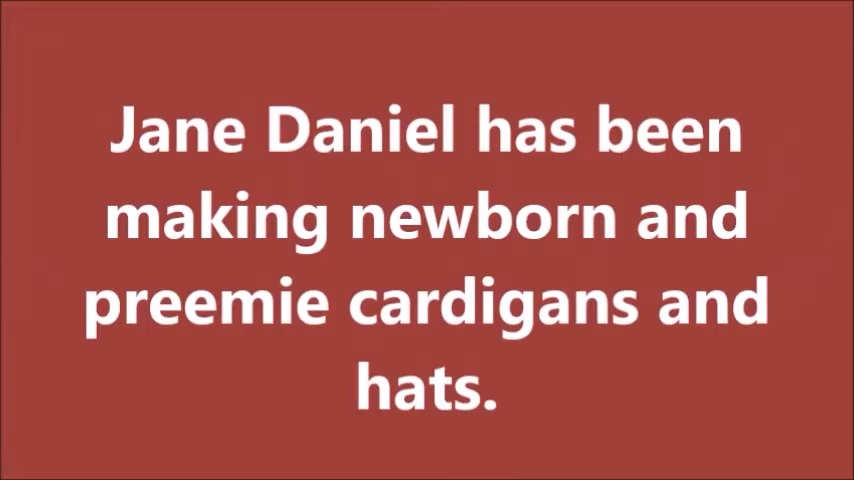 Jane Daniel has been
making newborn and
preemie cardigans and
hats.